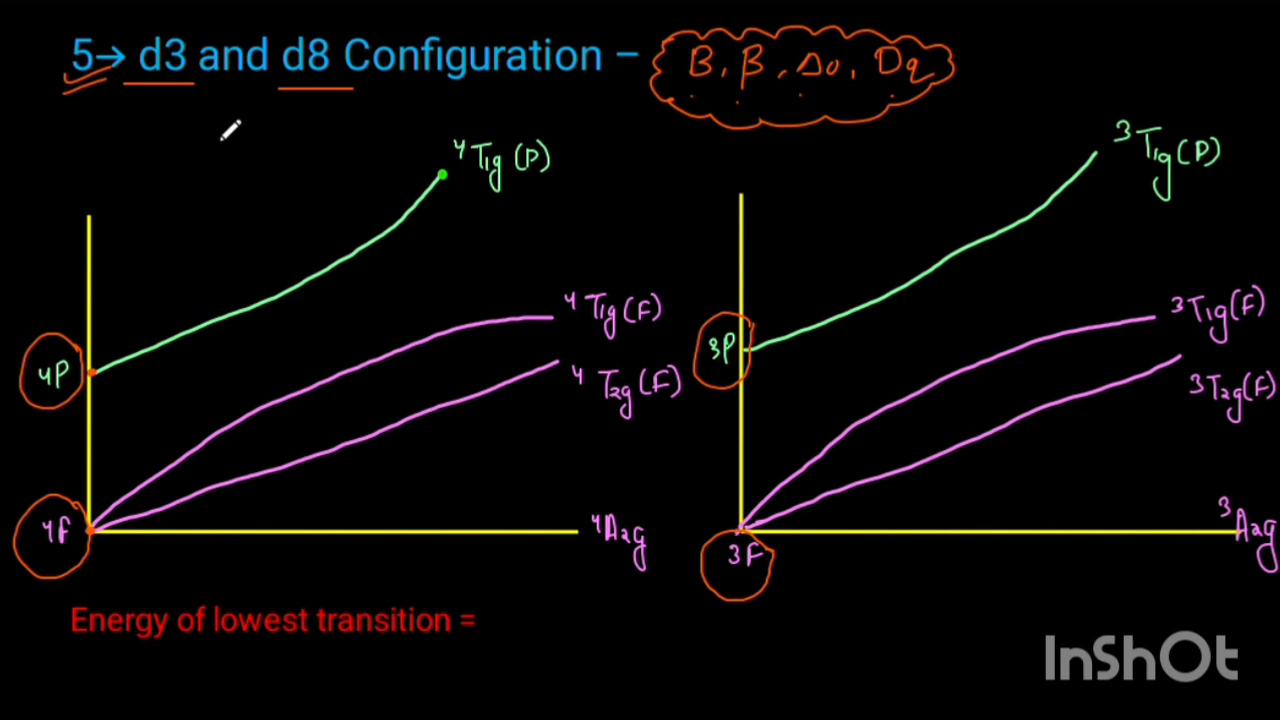 5→ d3 and d8 Configuration –
B, β, Δo, Dq
⁴T₁g(P)
³T₁g(P)
⁴T₁g(F)
³T₁g(F)
4P
3P
⁴T₂g(F)
³T₂g(F)
4F
⁴A₂g
3F
³A₂g
Energy of lowest transition =
InShOt